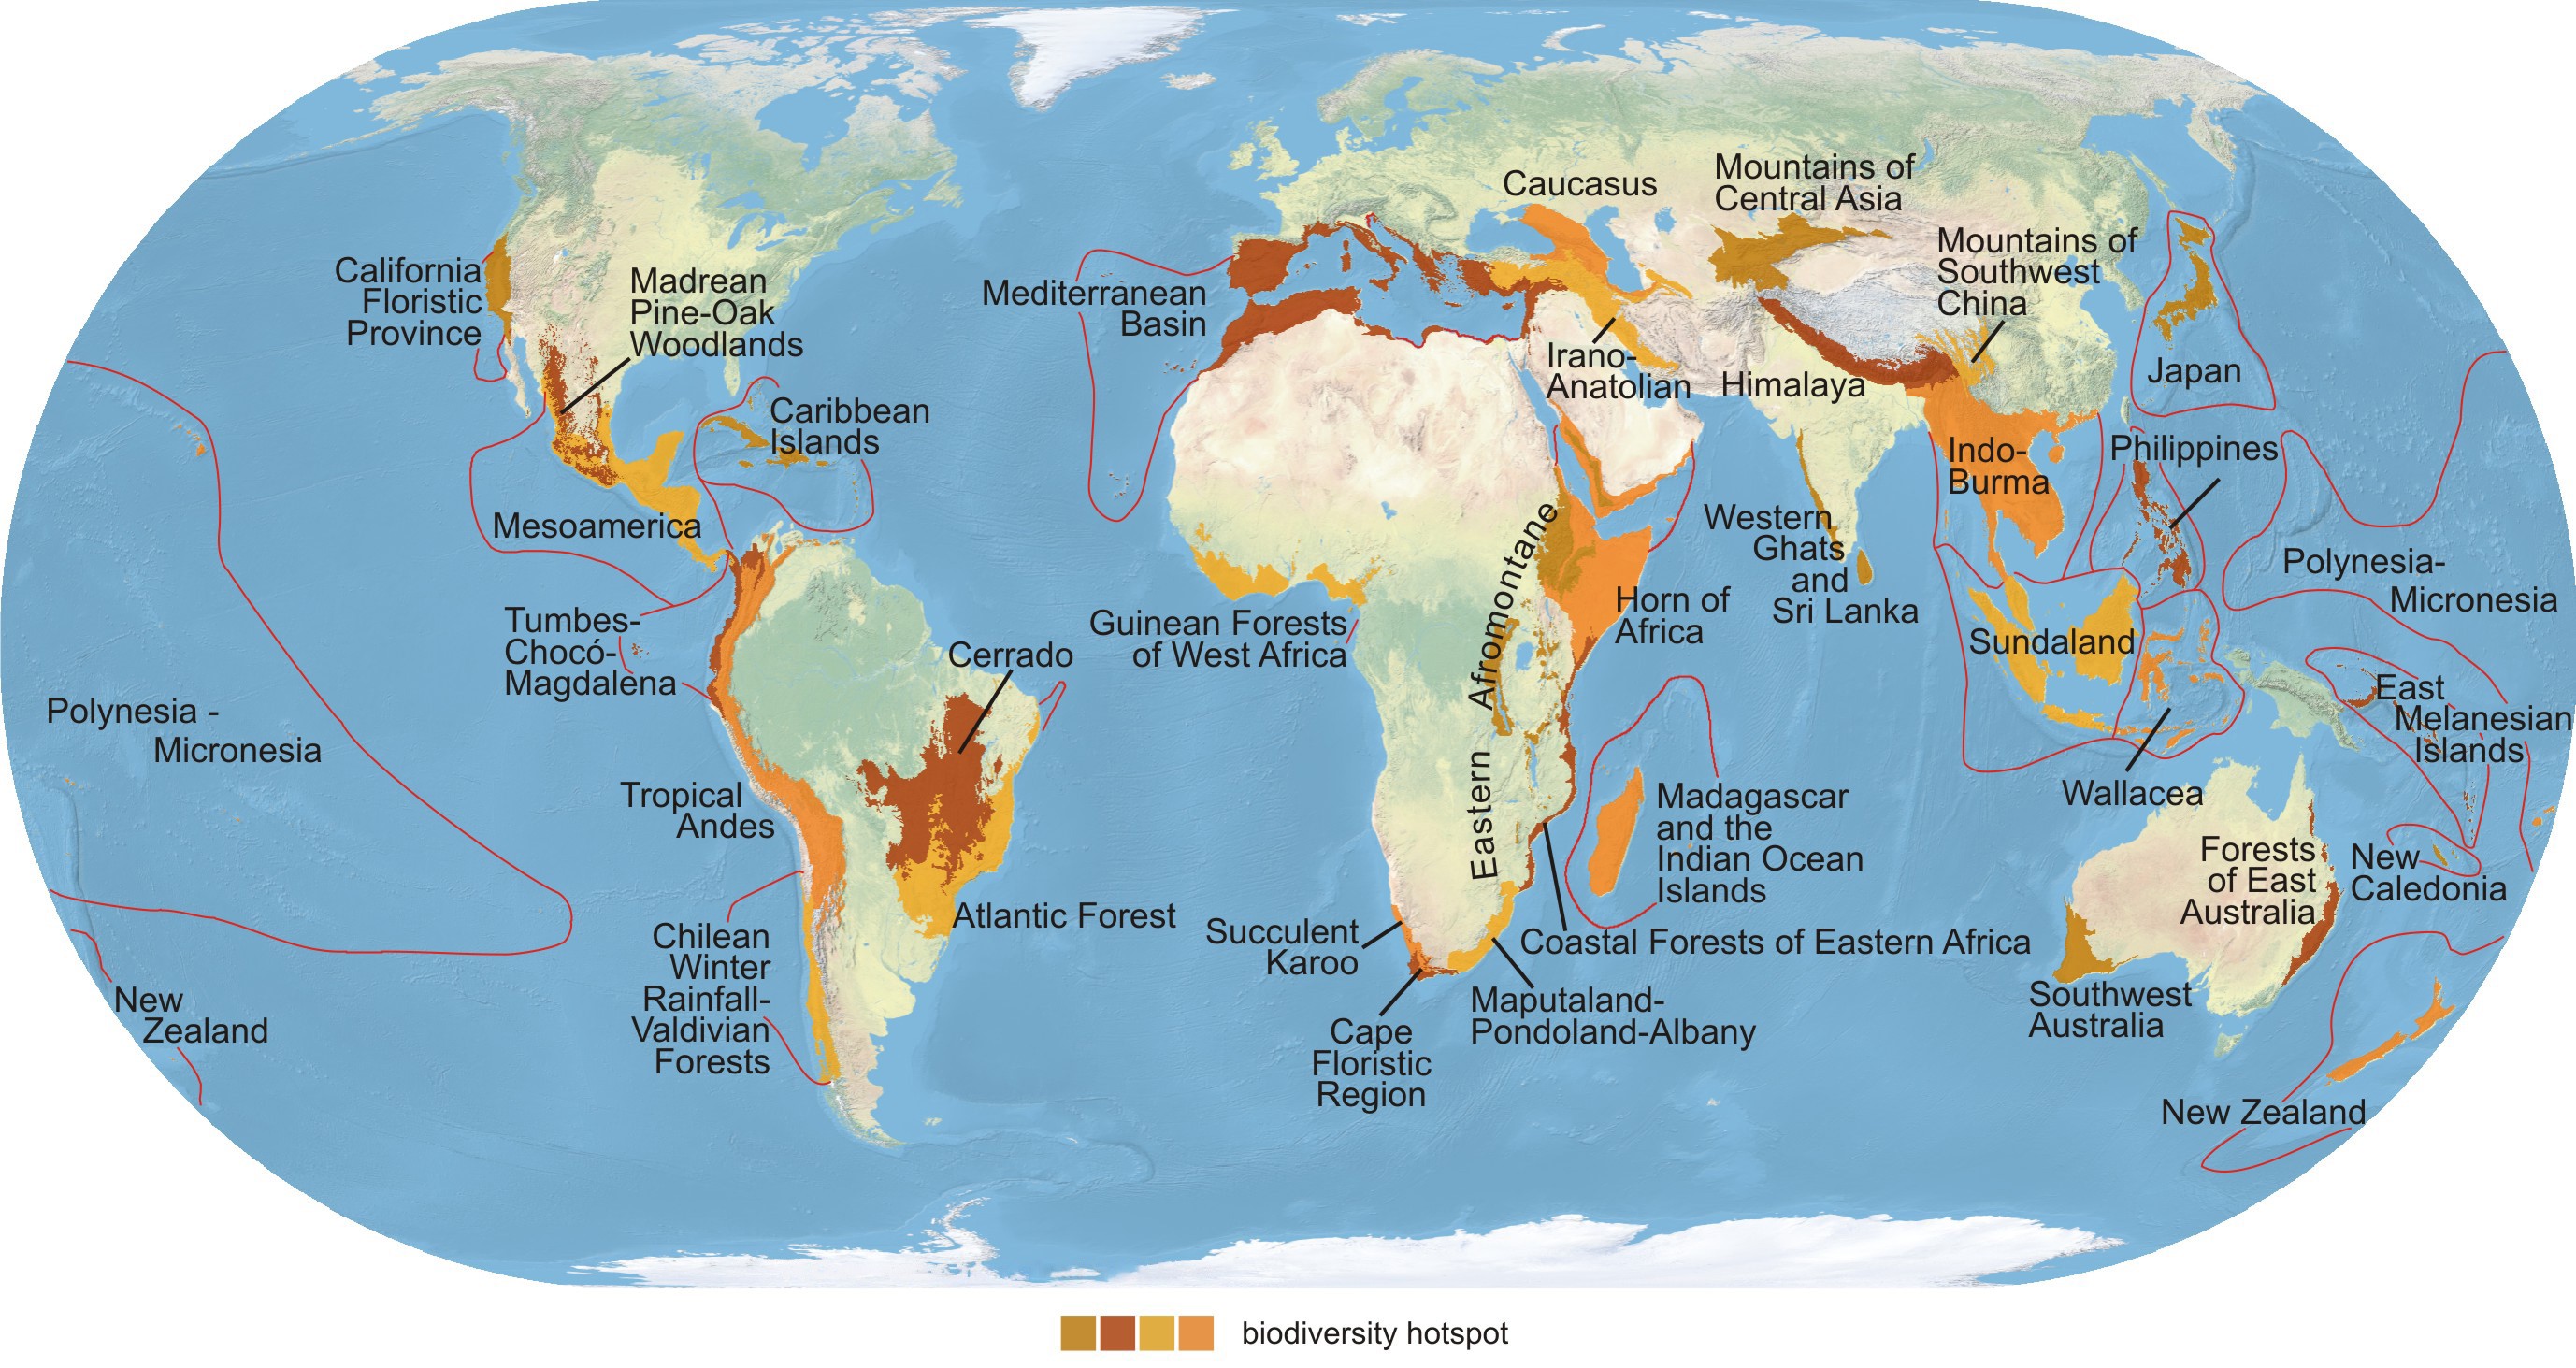 Caucasus
Mountains of
Central Asia
Mountains of
Southwest
China
California
Floristic
Province
Madrean
Pine-Oak
Woodlands
Mediterranean
Basin
Irano-
Anatolian
Himalaya
Japan
Caribbean
Islands
Indo-
Burma
Philippines
Mesoamerica
Western
Ghats
and
Sri Lanka
Polynesia-
Micronesia
Tumbes-
Chocó-
Magdalena
Guinean Forests
of West Africa
Cerrado
Eastern Afromontane
Horn of
Africa
Sundaland
East
Melanesian
Islands
Polynesia -
Micronesia
Wallacea
Tropical
Andes
Madagascar
and the
Indian Ocean
Islands
Forests
of East
Australia
New
Caledonia
Atlantic Forest
Succulent
Karoo
Coastal Forests of Eastern Africa
Chilean
Winter
Rainfall-
Valdivian
Forests
New
Zealand
Cape
Floristic
Region
Maputaland-
Pondoland-Albany
Southwest
Australia
New Zealand
biodiversity hotspot